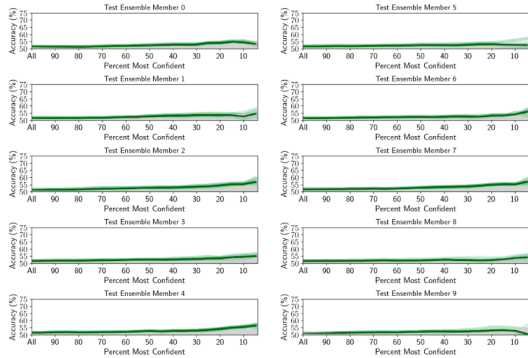 Test Ensemble Member 0
Accuracy (%)
75
70
65
60
55
50
All 90 80 70 60 50 40 30 20 10
Percent Most Confident
Test Ensemble Member 5
Accuracy (%)
75
70
65
60
55
50
All 90 80 70 60 50 40 30 20 10
Percent Most Confident
Test Ensemble Member 1
Accuracy (%)
75
70
65
60
55
50
All 90 80 70 60 50 40 30 20 10
Percent Most Confident
Test Ensemble Member 6
Accuracy (%)
75
70
65
60
55
50
All 90 80 70 60 50 40 30 20 10
Percent Most Confident
Test Ensemble Member 2
Accuracy (%)
75
70
65
60
55
50
All 90 80 70 60 50 40 30 20 10
Percent Most Confident
Test Ensemble Member 7
Accuracy (%)
75
70
65
60
55
50
All 90 80 70 60 50 40 30 20 10
Percent Most Confident
Test Ensemble Member 3
Accuracy (%)
75
70
65
60
55
50
All 90 80 70 60 50 40 30 20 10
Percent Most Confident
Test Ensemble Member 8
Accuracy (%)
75
70
65
60
55
50
All 90 80 70 60 50 40 30 20 10
Percent Most Confident
Test Ensemble Member 4
Accuracy (%)
75
70
65
60
55
50
All 90 80 70 60 50 40 30 20 10
Percent Most Confident
Test Ensemble Member 9
Accuracy (%)
75
70
65
60
55
50
All 90 80 70 60 50 40 30 20 10
Percent Most Confident